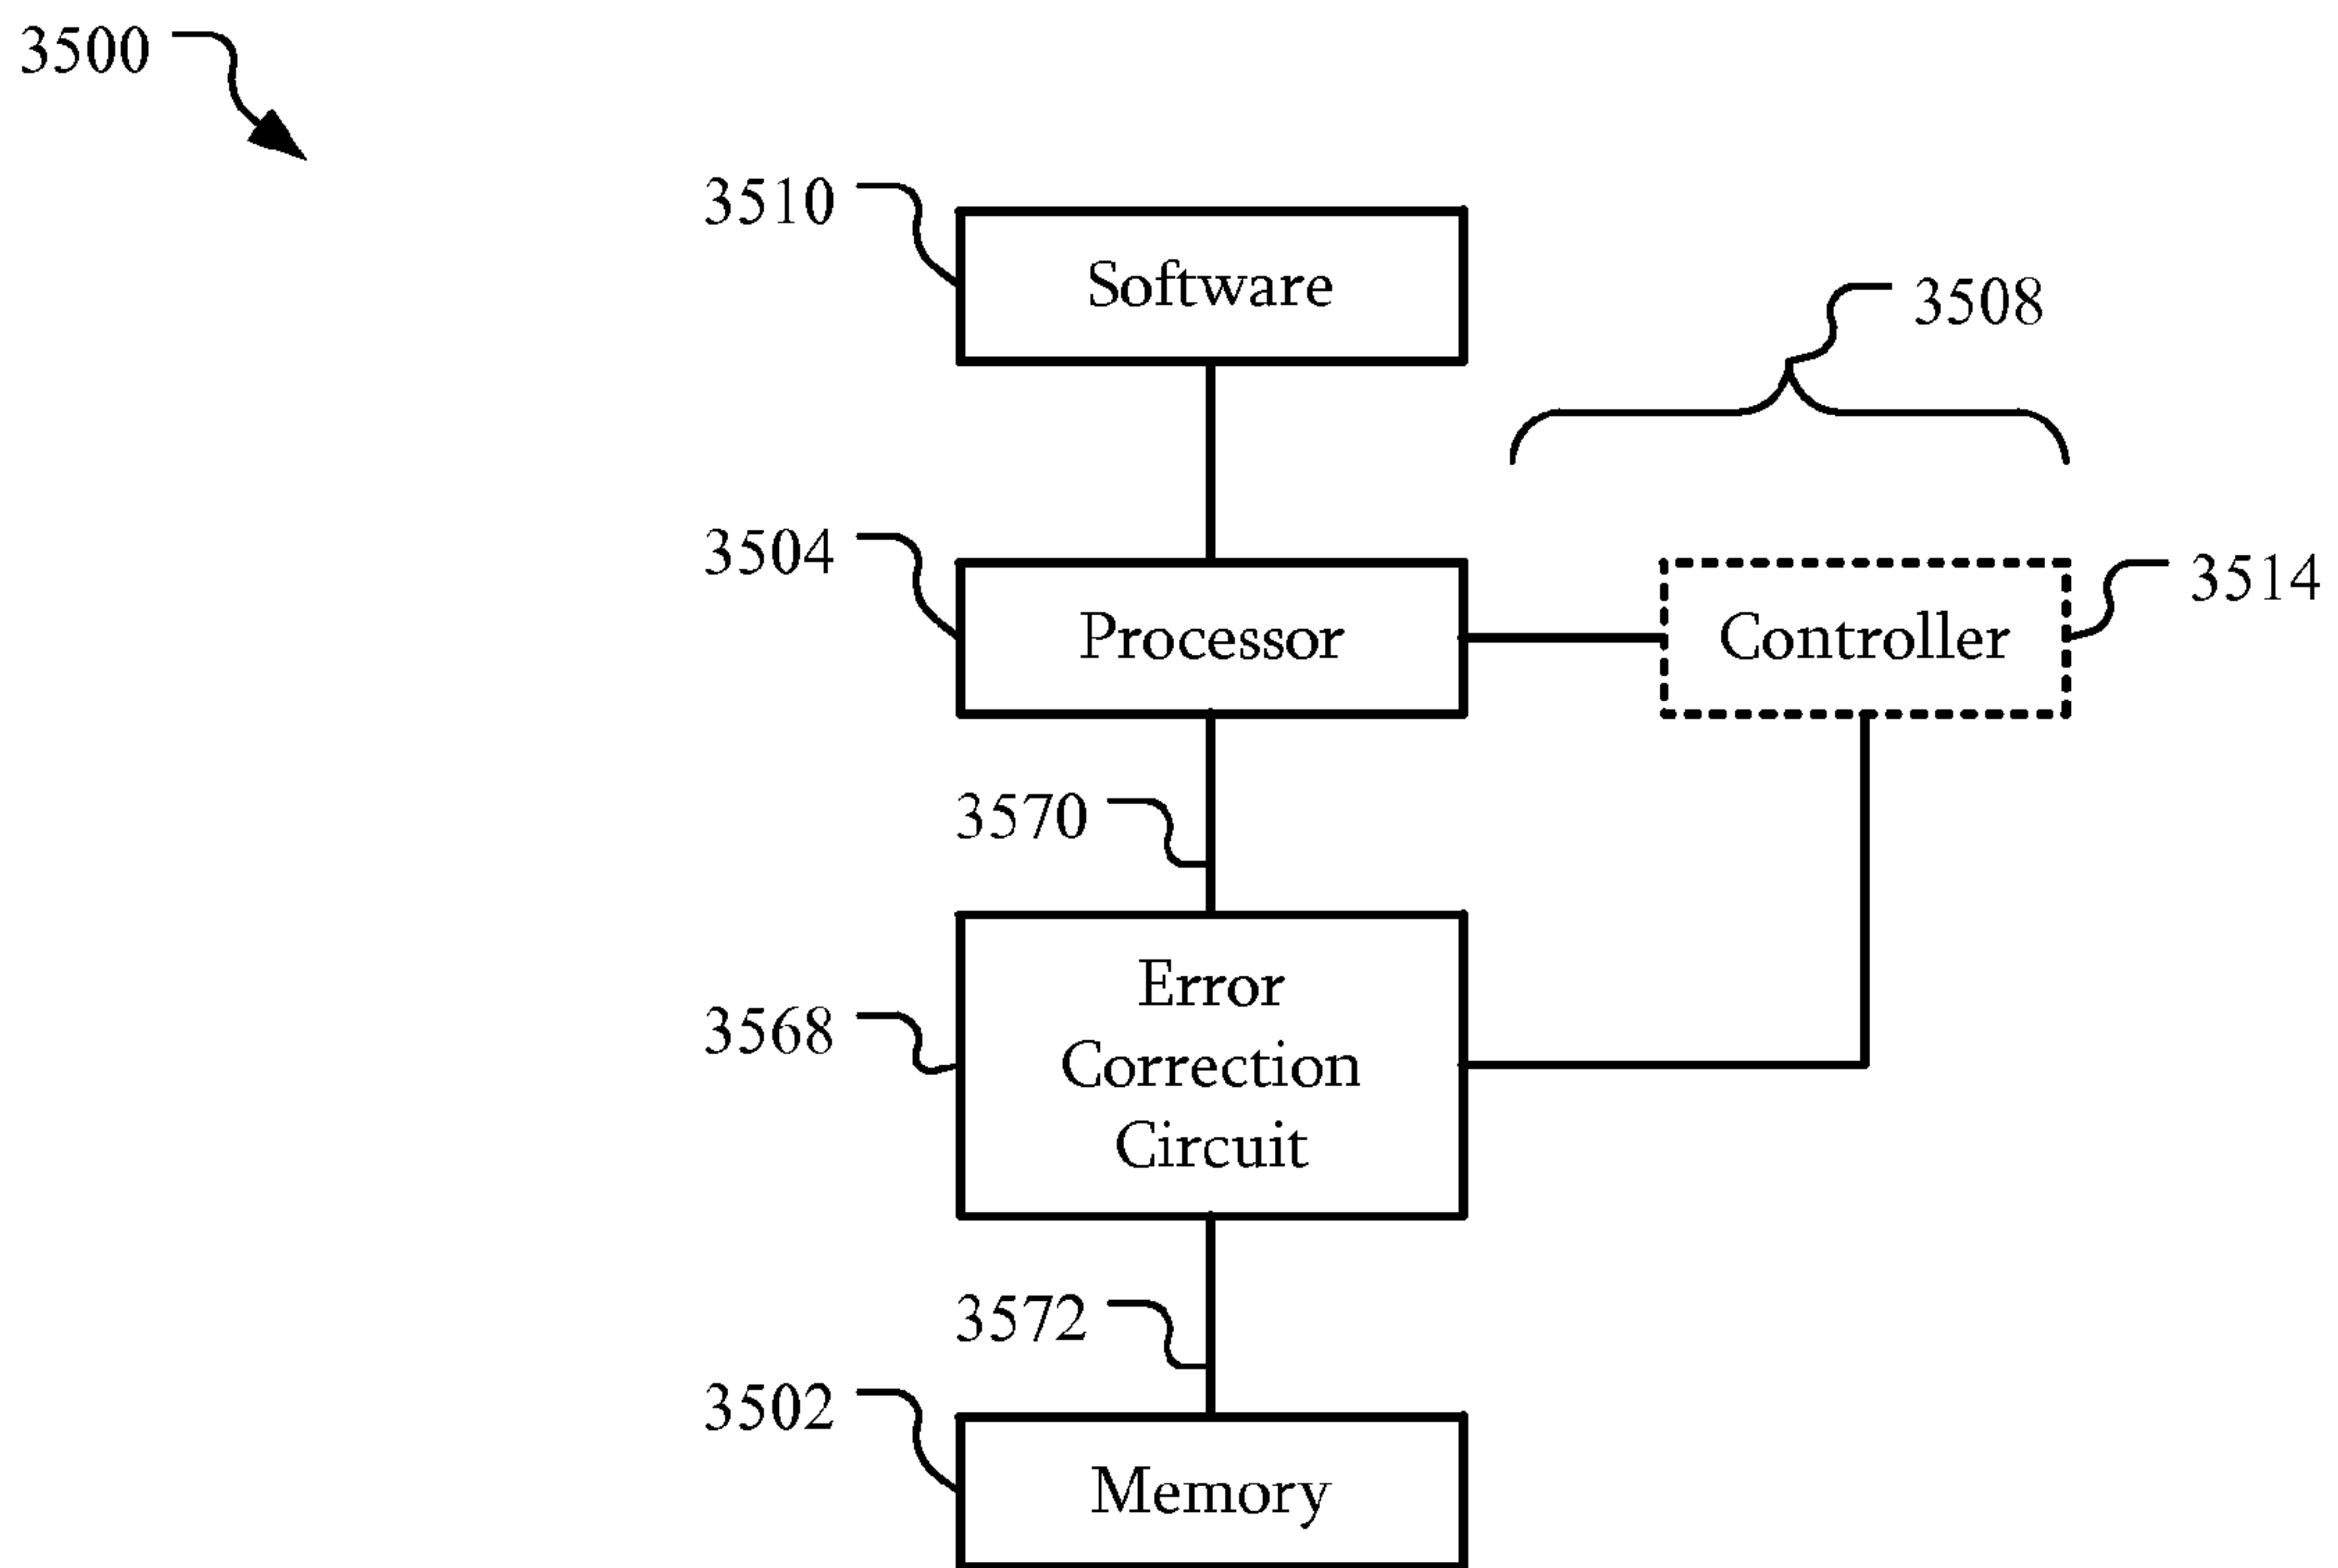 3500
3510
Software
3508
3504
Processor
Controller
3514
3570
3568
Error
Correction
Circuit
3572
3502
Memory